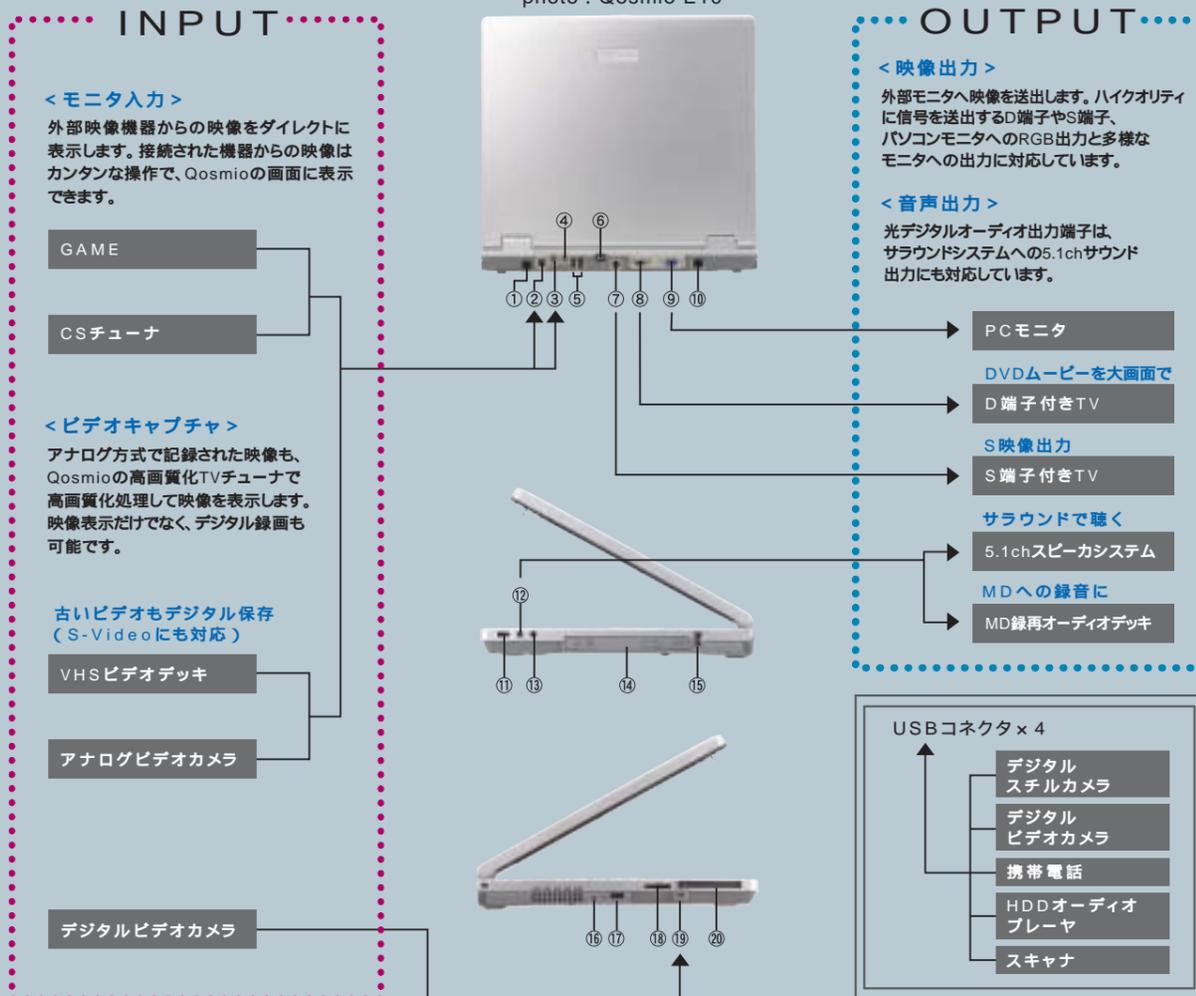 INPUT
<モニタ入力>
外部映像機器からの映像をダイレクトに
表示します。接続された機器からの映像は
カンタンな操作で、Qosmioの画面に表示
できます。
GAME
CSチューナ
<ビデオキャプチャ>
アナログ方式で記録された映像も、
Qosmioの高画質化TVチューナで
高画質化処理して映像を表示します。
映像表示だけでなく、デジタル録画も
可能です。
古いビデオもデジタル保存
(S-Videoにも対応)
VHSビデオデッキ
アナログビデオカメラ
デジタルビデオカメラ
photo : Qosmio E10
④ ⑥
① ② ③ ⑤ ⑦ ⑧ ⑨ ⑩
⑫
⑪ ⑬ ⑭ ⑮
⑯ ⑰ ⑱ ⑲ ⑳
OUTPUT
<映像出力>
外部モニタへ映像を送出します。ハイクオリティ
に信号を送出するD端子やS端子、
パソコンモニタへのRGB出力と多様な
モニタへの出力に対応しています。
<音声出力>
光デジタルオーディオ出力端子は、
サラウンドシステムへの5.1chサウンド
出力にも対応しています。
PCモニタ
DVDムービーを大画面で
D端子付きTV
S映像出力
S端子付きTV
サラウンドで聴く
5.1chスピーカシステム
MDへの録音に
MD録再オーディオデッキ
USBコネクタ×4
デジタル
スチルカメラ
デジタル
ビデオカメラ
携帯電話
HDDオーディオ
プレーヤ
スキャナ